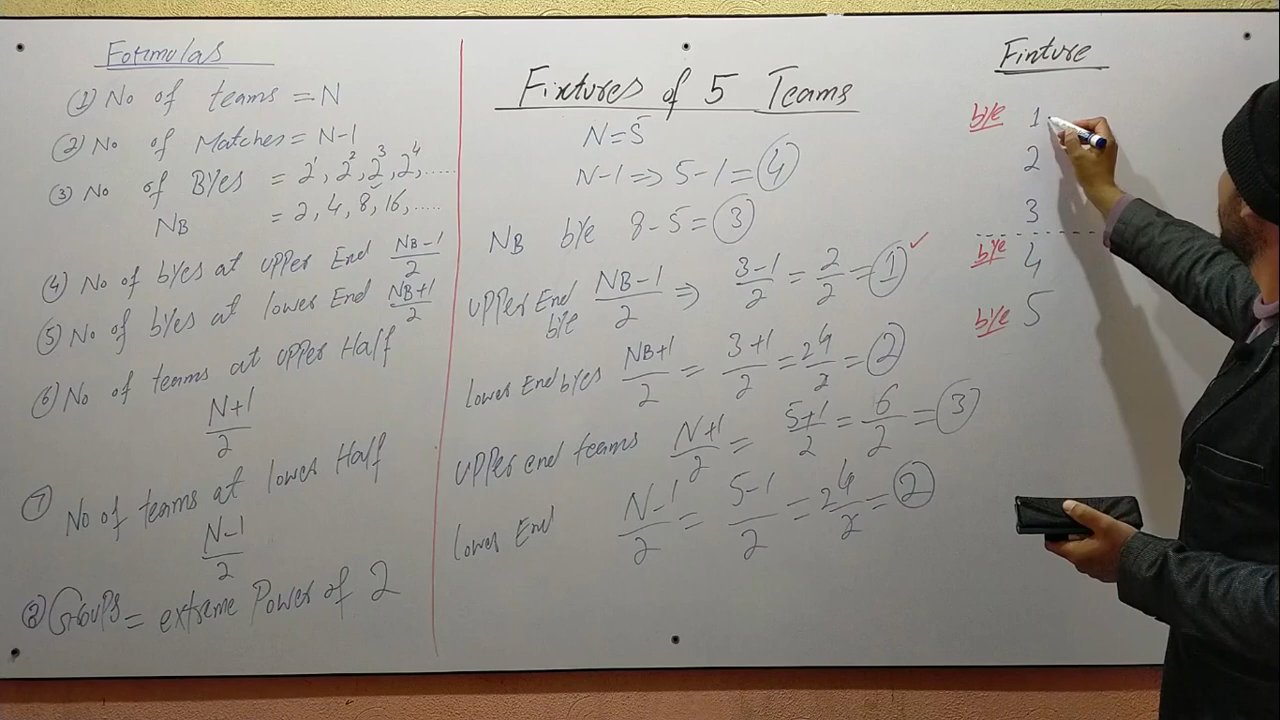 Formulas
(1) No of teams = N
(2) No of Matches = N-1
(3) No of BYes = 2¹, 2², 2³, 2⁴, .....
NB = 2, 4, 8, 16, .....
(4) No of bYes at upper End NB-1/2
(5) No of bYes at lower End NB+1/2
(6) No of teams at upper Half
N+1/2
(7) No of teams at lower Half
N-1/2
(8) Groups = extreme Power of 2
Fixtures of 5 Teams
N=5
N-1 => 5-1 = (4)
NB bye 8-5 = (3)
upper End bye NB-1/2 => 3-1/2 = 2/2 = (1) ✓
lower End byes NB+1/2 = 3+1/2 = 24/2 = (2)
upper end teams N+1/2 = 5+1/2 = 6/2 = (3)
lower End N-1/2 = 5-1/2 = 24/2 = (2)
Finture
bye 1
2
3
bye 4
bye 5